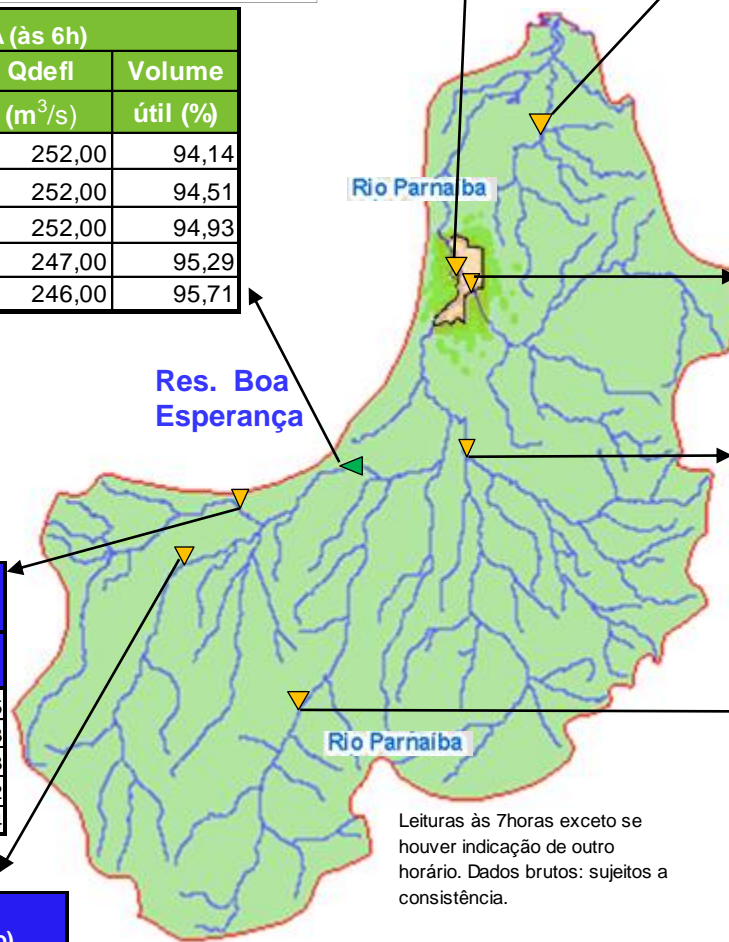 A (às 6h)
Qdefl Volume
(m³/s) útil (%)
252,00 94,14
252,00 94,51
252,00 94,93
247,00 95,29
246,00 95,71
Rio Parnaíba
Res. Boa
Esperança
Rio Parnaíba
Leituras às 7horas exceto se
houver indicação de outro
horário. Dados brutos: sujeitos a
consistência.